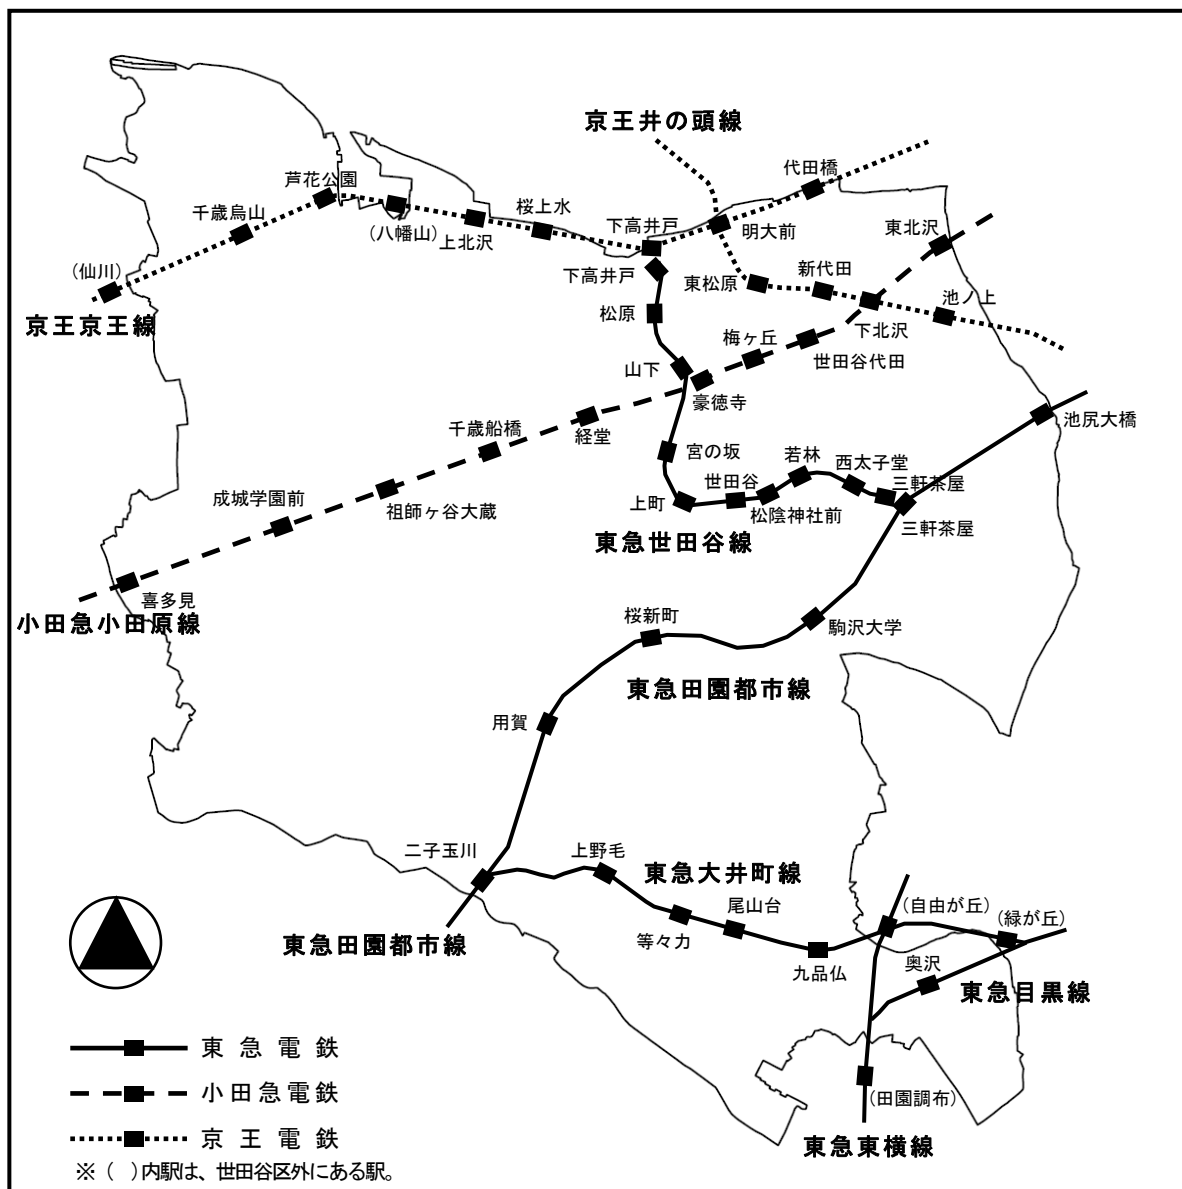 京王井の頭線
代田橋
芦花公園
千歳烏山
桜上水
(八幡山)
上北沢
下高井戸
明大前
東北沢
(仙川)
下高井戸
東松原
新代田
池ノ上
京王京王線
松原
下北沢
梅ヶ丘
山下
世田谷代田
豪徳寺
千歳船橋
経堂
池尻大橋
宮の坂
若林
西太子堂
世田谷
三軒茶屋
成城学園前
祖師ヶ谷大蔵
上町
松陰神社前
三軒茶屋
東急世田谷線
喜多見
小田急小田原線
桜新町
駒沢大学
東急田園都市線
用賀
二子玉川
上野毛
東急大井町線
(自由が丘)
(緑が丘)
尾山台
等々力
東急田園都市線
九品仏
奥沢
東急目黒線
東急電鉄
小田急電鉄
(田園調布)
京王電鉄
東急東横線
※( )内駅は、世田谷区外にある駅。